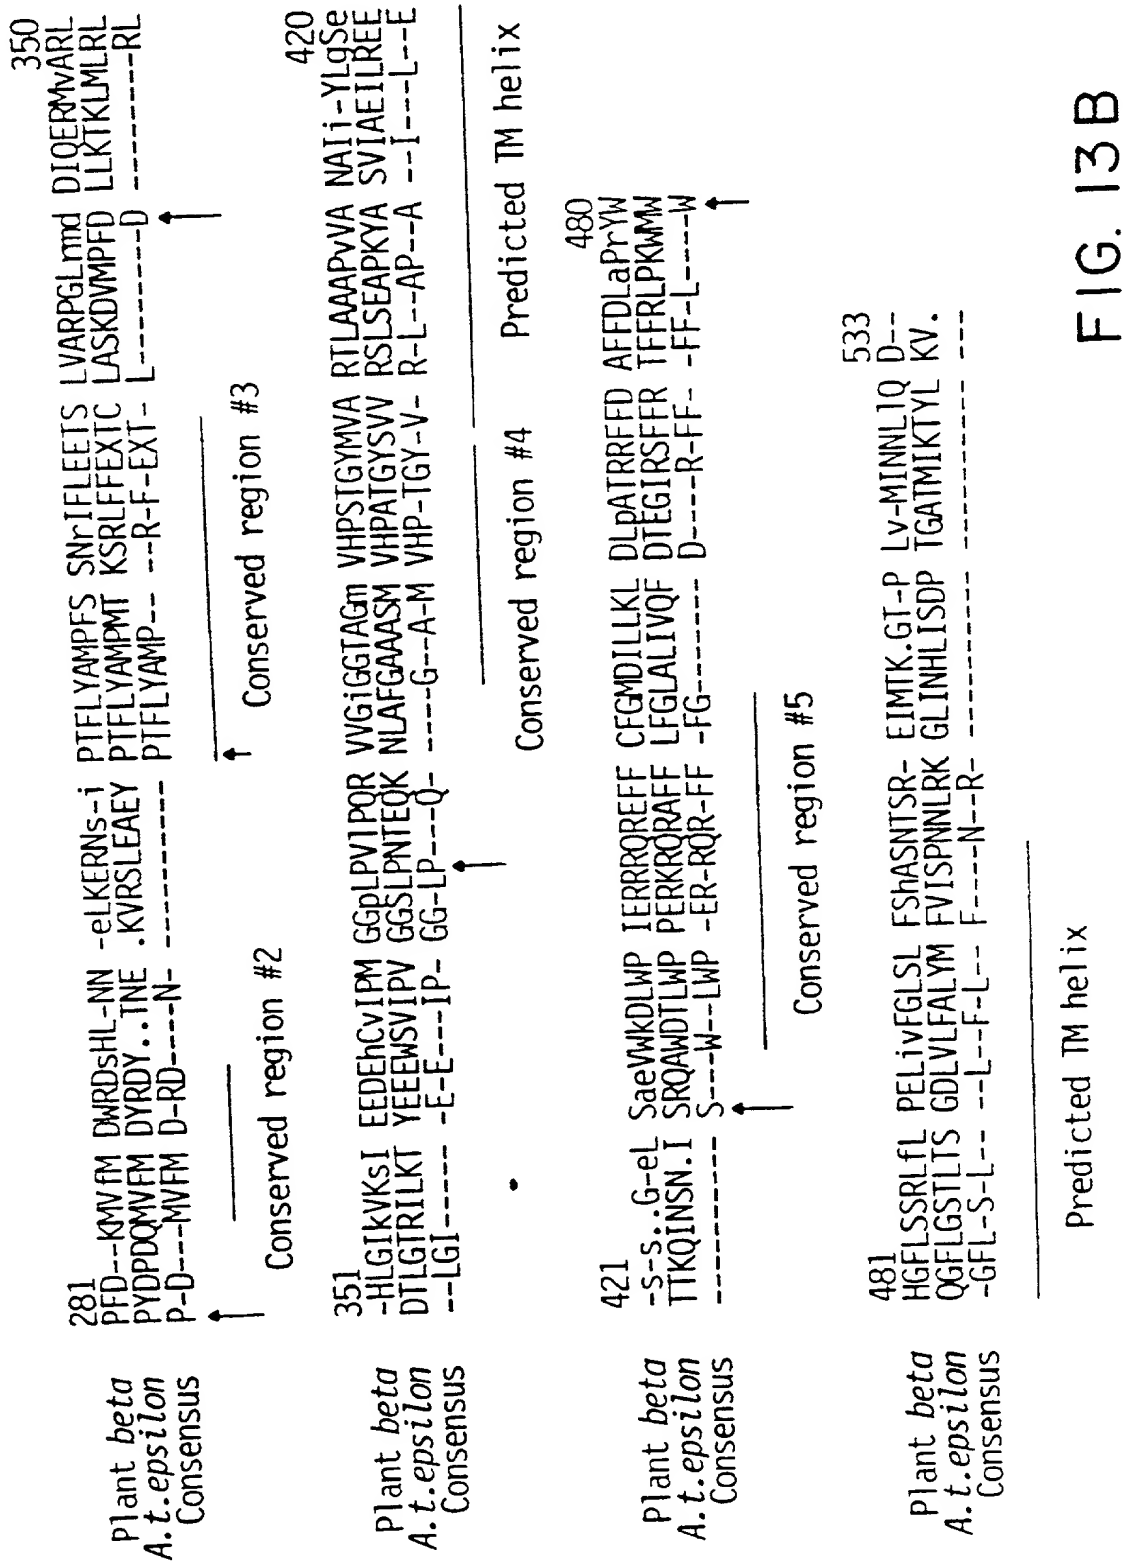 281 350
Plant beta PFD--KMVFM DWRDsHL-NN -eLKERNs-i PTFLYAMPFS SNrIFLEETS LVARPGLrmd DIQERMvARL
A.t.epsilon PYDPDQMVFM DYRDY..TNE .KVRSLEAEY PTFLYAMPMT KSRLFFEXTC LASKDVMPFD LLKTKLMLRL
Consensus P-D---MVFM D-RD----N- ---------- PTFLYAMP-- --R-F-EXT- L--------D --------RL
Conserved region #2 Conserved region #3
351 420
Plant beta -HLGIKVKsI EEDEhCvIPM GGpLPVlPQR VVGiGGTAGm VHPSTGYMVA RTLAAAPvVA NAIi-YLgSe
A.t.epsilon DTLGTRILKT YEEEWSVIPV GGSLPNTEQK NLAFGAAASM VHPATGYSVV RSLSEAPKYA SVIAEILREE
Consensus --LGI----- -E-E---IP- GG-LP---Q- ----G--A-M VHP-TGY-V- R-L--AP--A --I---L--E
Conserved region #4 Predicted TM helix
421 480
Plant beta -s-s..G-eL SaeVWKDLWP IERRRQREFF CFGMDILLKL DLpATRRFFD AFFDLaPrYW
A.t.epsilon TTKQINSN.I SRQAWDTLWP PERKRQRAFF LFGLALIVQF DTEGIRSFFR TFFRLPKWMW
Consensus ---------- S---W--LWP -ER-RQR-FF -FG------- D----R-FF- -FF-L----W
Conserved region #5
481 533
Plant beta HGFLSSRLfL PELivFGLSL FShASNTSR- EIMTK.GT-P Lv-MINNLlQ D--
A.t.epsilon QGFLGSTLTS GDLVLFALYM FVISPNNLRK GLINHLISDP TGATMIKTYL KV.
Consensus -GFL-S-L-- --L--F-L-- F----N--R- ---------- ---------- ---
Predicted TM helix
FIG. 13B